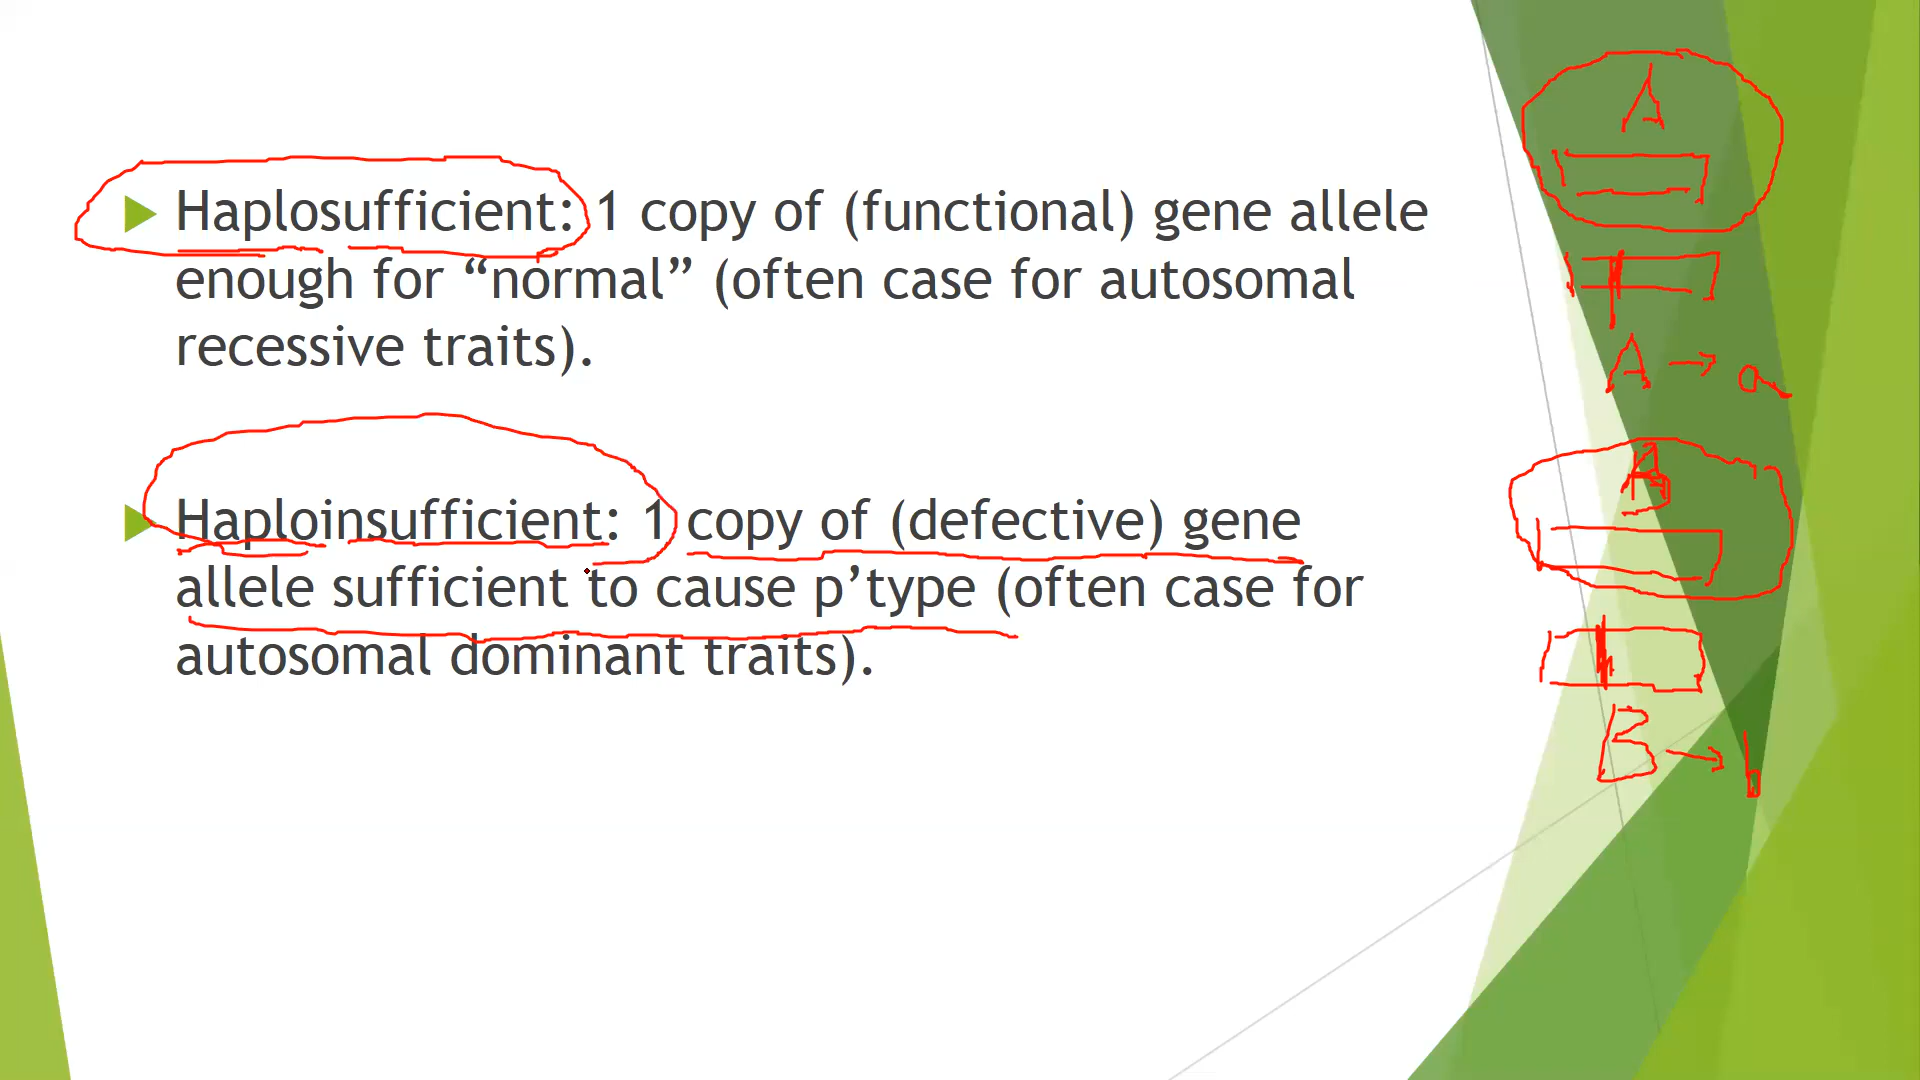 Haplosufficient: 1 copy of (functional) gene allele
enough for “normal” (often case for autosomal
recessive traits).
Haploinsufficient: 1 copy of (defective) gene
allele sufficient to cause p’type (often case for
autosomal dominant traits).
A
A → a
B → b